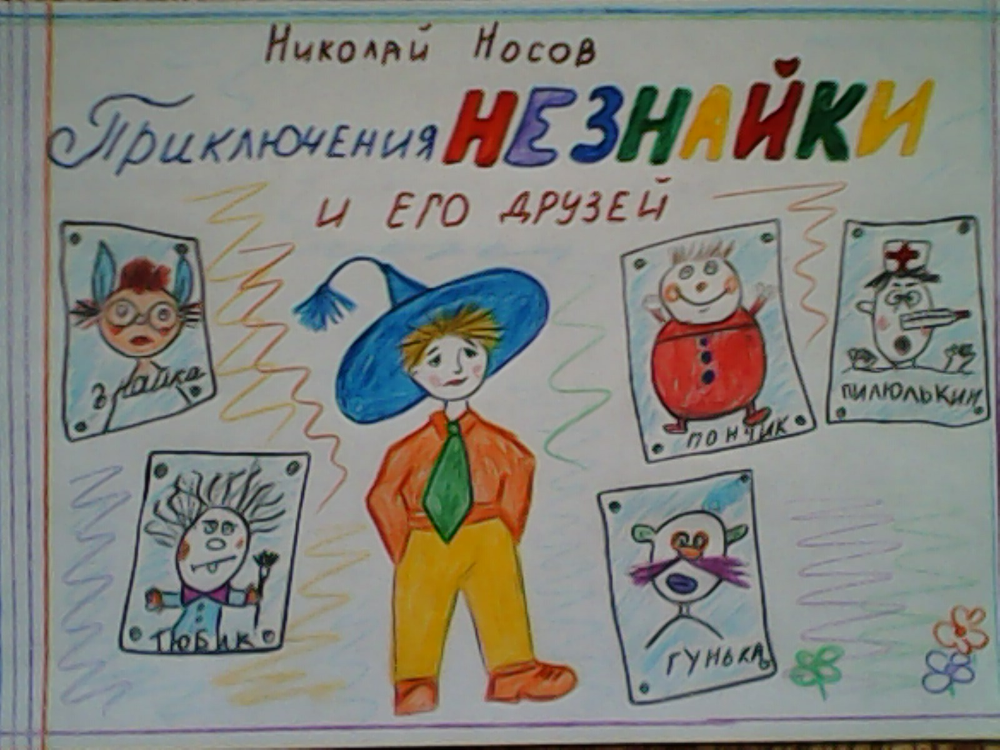 Николай Носов
Приключения НЕЗНАЙКИ
и ЕГО ДРУЗЕЙ
Знайка
ПОНЧИК
ПИЛЮЛЬКИН
ТЮБИК
ГУНЬКА